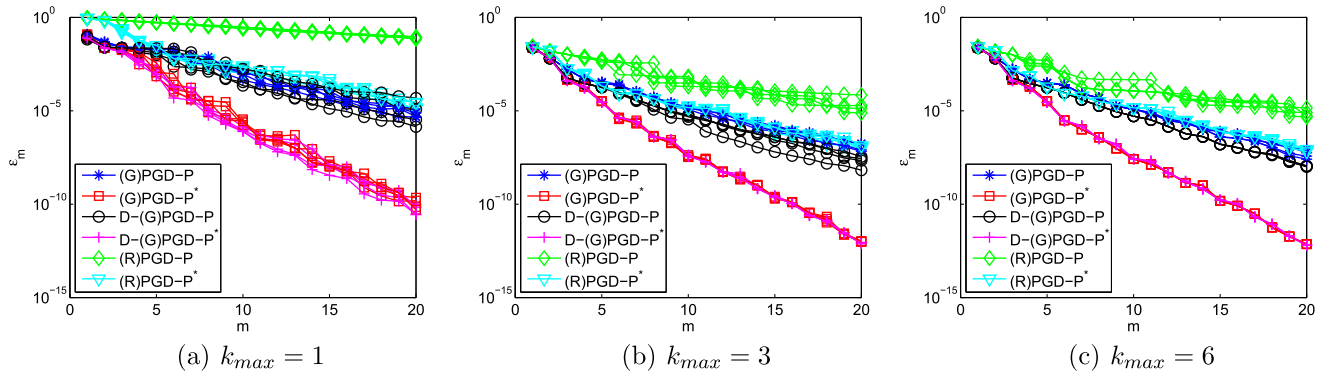 10^0
10^-5
10^-10
10^-15
ε_m
0 5 10 15 20
m
(G)PGD−P
(G)PGD−P*
D−(G)PGD−P
D−(G)PGD−P*
(R)PGD−P
(R)PGD−P*
(a) k_max = 1
10^0
10^-5
10^-10
10^-15
ε_m
0 5 10 15 20
m
(G)PGD−P
(G)PGD−P*
D−(G)PGD−P
D−(G)PGD−P*
(R)PGD−P
(R)PGD−P*
(b) k_max = 3
10^0
10^-5
10^-10
10^-15
ε_m
0 5 10 15 20
m
(G)PGD−P
(G)PGD−P*
D−(G)PGD−P
D−(G)PGD−P*
(R)PGD−P
(R)PGD−P*
(c) k_max = 6